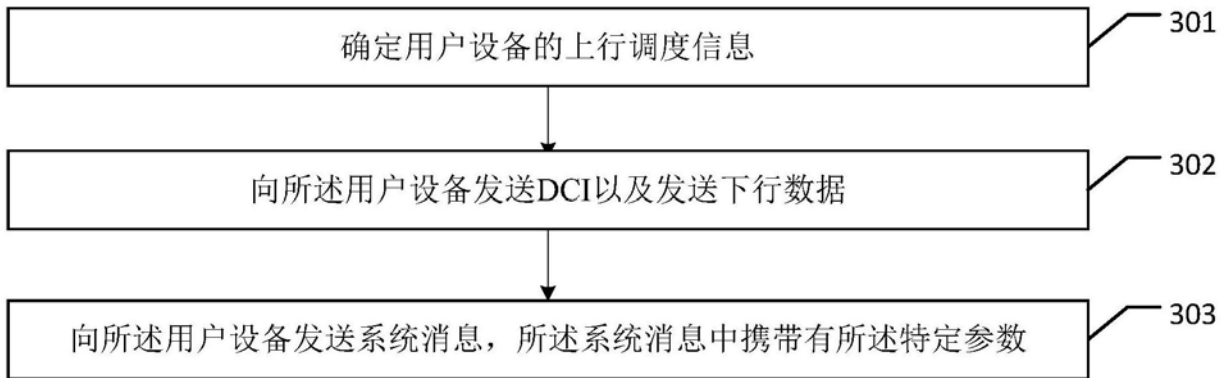 确定用户设备的上行调度信息
301
向所述用户设备发送DCI以及发送下行数据
302
向所述用户设备发送系统消息，所述系统消息中携带有所述特定参数
303